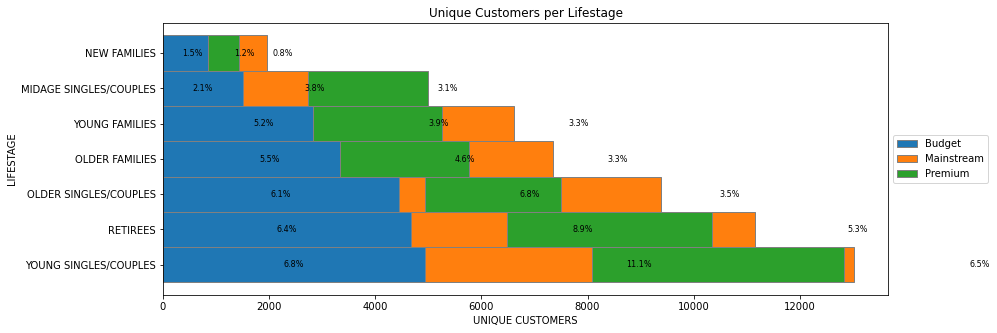 Unique Customers per Lifestage
NEW FAMILIES 1.5% 1.2% 0.8%
MIDAGE SINGLES/COUPLES 2.1% 3.8% 3.1%
YOUNG FAMILIES 5.2% 3.9% 3.3%
OLDER FAMILIES 5.5% 4.6% 3.3%
OLDER SINGLES/COUPLES 6.1% 6.8% 3.5%
RETIREES 6.4% 8.9% 5.3%
YOUNG SINGLES/COUPLES 6.8% 11.1% 6.5%
LIFESTAGE
0 2000 4000 6000 8000 10000 12000
UNIQUE CUSTOMERS
Budget
Mainstream
Premium